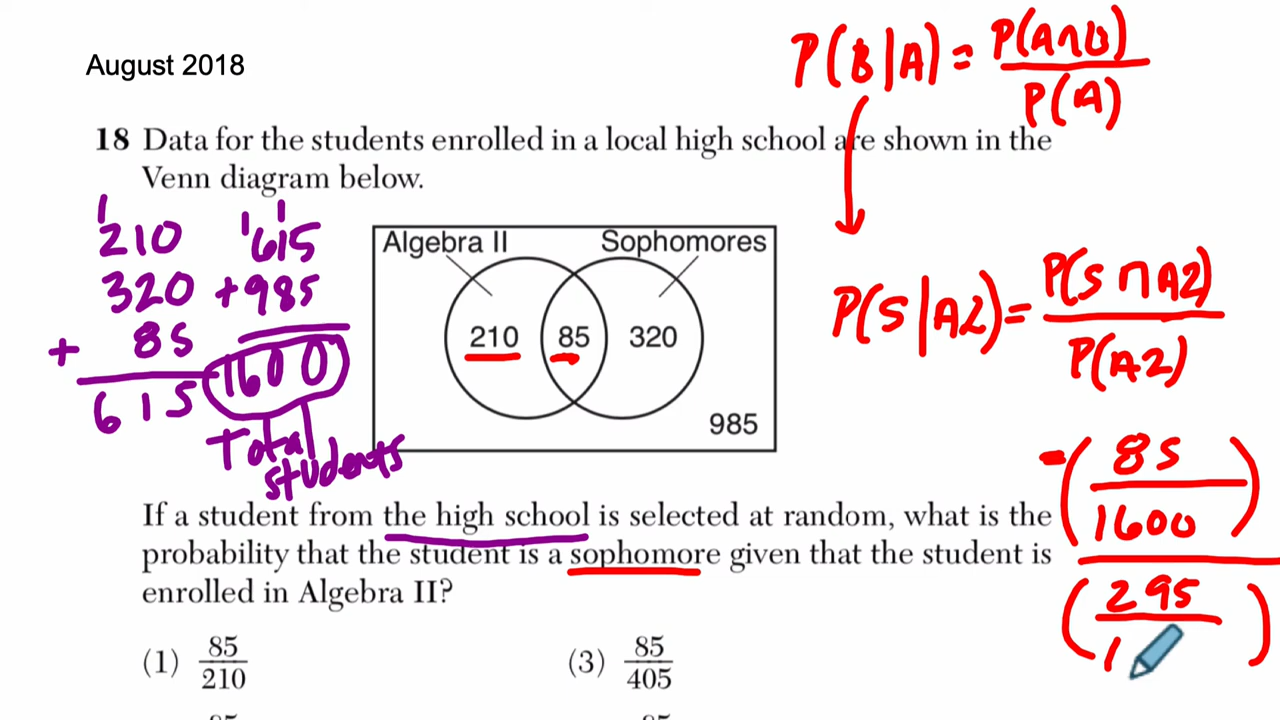 August 2018
P(B|A) = P(A∩B)
P(A)
18 Data for the students enrolled in a local high school are shown in the
Venn diagram below.
1
210
320
+ 85
615
1 1
615
+985
1600
Total
students
Algebra II
Sophomores
210
85
320
985
P(S|A2) = P(S∩A2)
P(A2)
= (85
1600)
(295
1 )
If a student from the high school is selected at random, what is the
probability that the student is a sophomore given that the student is
enrolled in Algebra II?
(1) 85
210
(3) 85
405